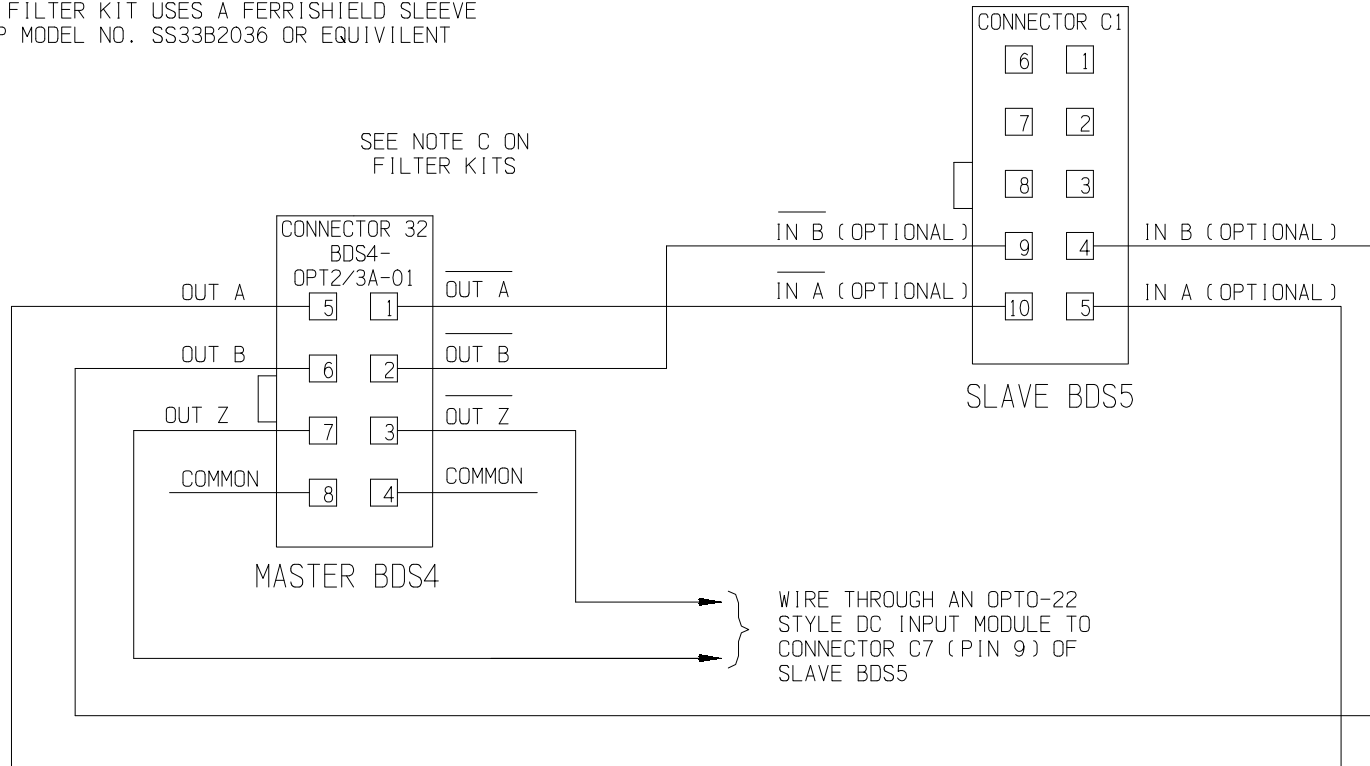 FILTER KIT USES A FERRISHIELD SLEEVE
P MODEL NO. SS33B2036 OR EQUIVILENT
SEE NOTE C ON
FILTER KITS
CONNECTOR C1
6 1
7 2
8 3
IN B (OPTIONAL) 9 4 IN B (OPTIONAL)
IN A (OPTIONAL) 10 5 IN A (OPTIONAL)
SLAVE BDS5
CONNECTOR 32
BDS4-
OPT2/3A-01
OUT A 5 1 OUT A
OUT B 6 2 OUT B
OUT Z 7 3 OUT Z
COMMON 8 4 COMMON
MASTER BDS4
WIRE THROUGH AN OPTO-22
STYLE DC INPUT MODULE TO
CONNECTOR C7 (PIN 9) OF
SLAVE BDS5